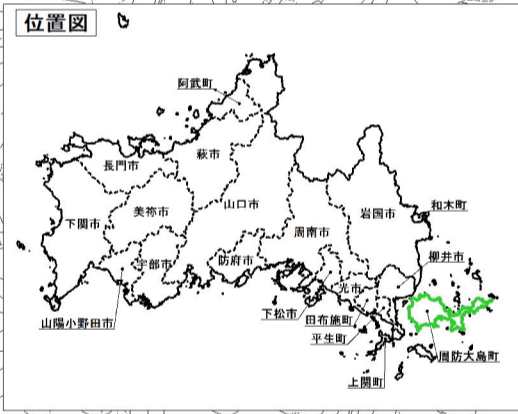 位置図
阿武町
萩市
長門市
山口市
美祢市
岩国市
和木町
下関市
周南市
宇部市
防府市
柳井市
光市
下松市
田布施町
山陽小野田市
平生町
周防大島町
上関町